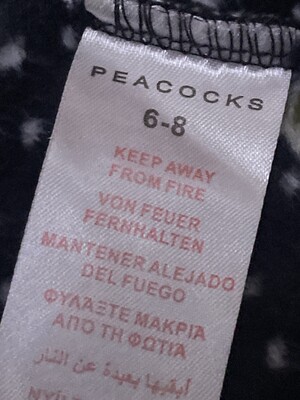 PEACOCKS
6-8
KEEP AWAY
FROM FIRE
VON FEUER
FERNHALTEN
MANTENER ALEJADO
DEL FUEGO
ΦΥΛΑΞΤΕ ΜΑΚΡΙΑ
ΑΠΟ ΤΗ ΦΩΤΙΑ
أبقيها بعيدة عن النار